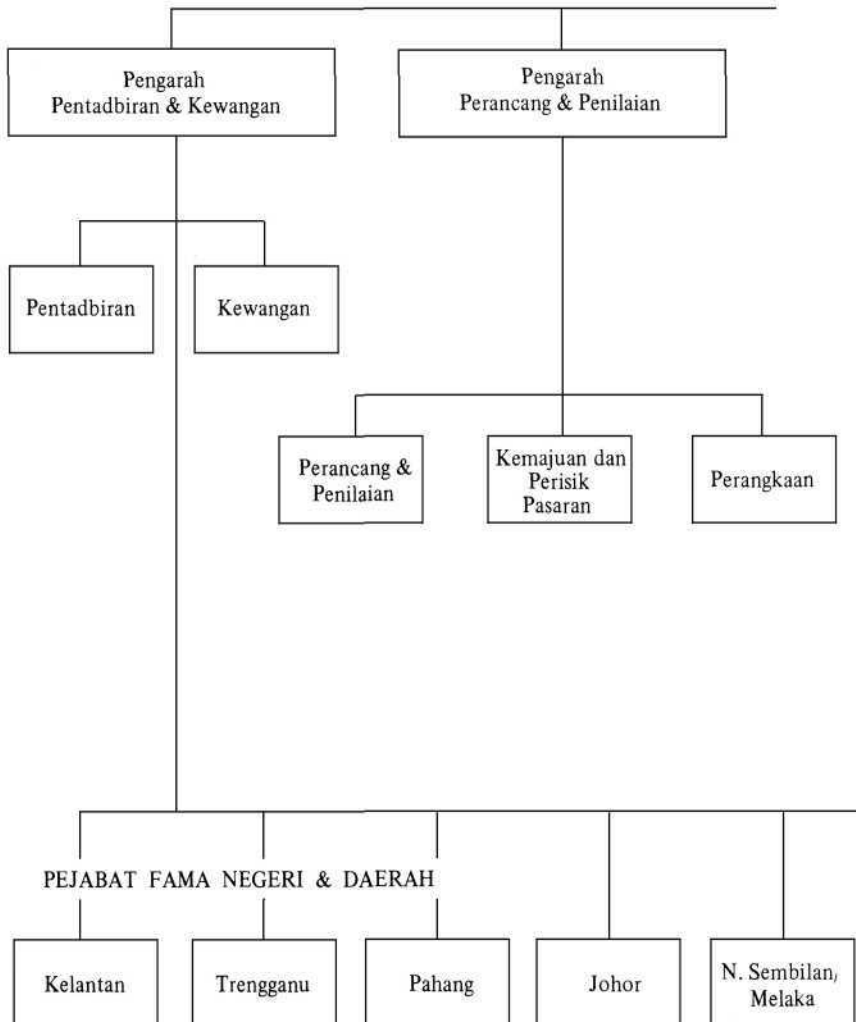 Pengarah
Pentadbiran & Kewangan
Pengarah
Perancang & Penilaian
Pentadbiran
Kewangan
Perancang &
Penilaian
Kemajuan dan
Perisik
Pasaran
Perangkaan
PEJABAT FAMA NEGERI & DAERAH
Kelantan
Trengganu
Pahang
Johor
N. Sembilan,
Melaka